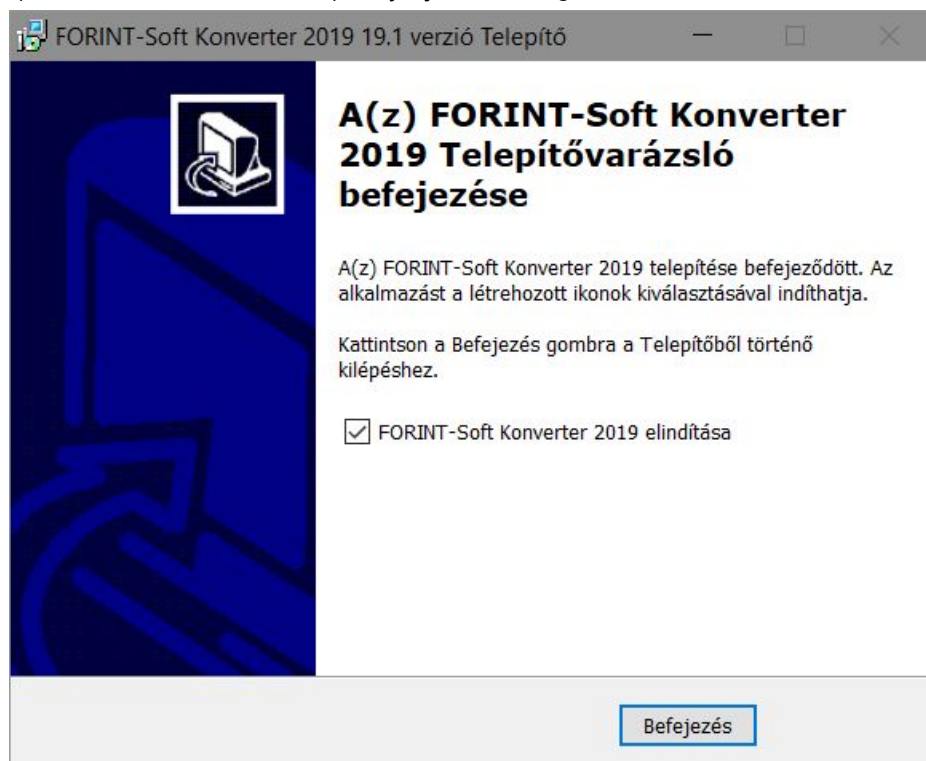 FORINT-Soft Konverter 2019 19.1 verzió Telepítő
A(z) FORINT-Soft Konverter
2019 Telepítővarázsló
befejezése
A(z) FORINT-Soft Konverter 2019 telepítése befejeződött. Az
alkalmazást a létrehozott ikonok kiválasztásával indíthatja.
Kattintson a Befejezés gombra a Telepítőből történő
kilépéshez.
FORINT-Soft Konverter 2019 elindítása
Befejezés